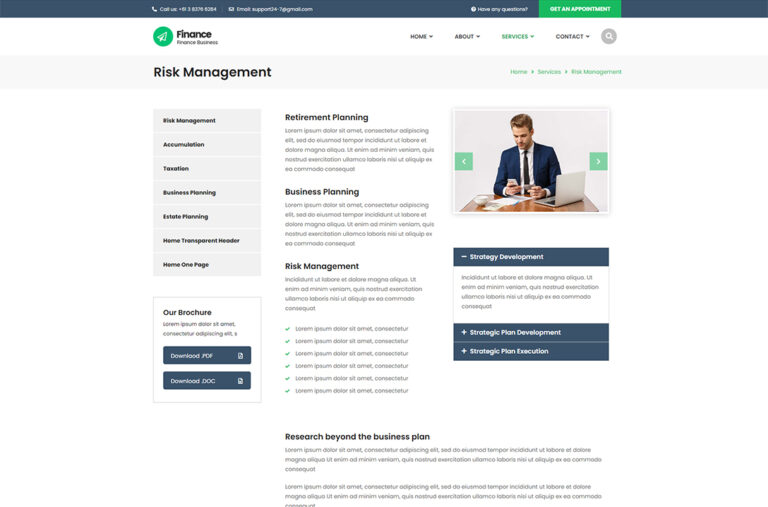 Call us: +61 3 8376 6284
Email: support24-7@gmail.com
Have any questions?
GET AN APPOINTMENT
Finance
Finance Business
HOME
ABOUT
SERVICES
CONTACT
Risk Management
Home
Services
Risk Management
Risk Management
Accumulation
Taxation
Business Planning
Estate Planning
Home Transparent Header
Home One Page
Our Brochure
Lorem ipsum dolor sit amet,
consectetur adipiscing elit, s
Download .PDF
Download .DOC
Retirement Planning
Lorem ipsum dolor sit amet, consectetur adipiscing
elit, sed do eiusmod tempor incididunt ut labore et
dolore magna aliqua. Ut enim ad minim veniam, quis
nostrud exercitation ullamco laboris nisi ut aliquip ex
ea commodo consequat
Business Planning
Lorem ipsum dolor sit amet, consectetur adipiscing
elit, sed do eiusmod tempor incididunt ut labore et
dolore magna aliqua. Ut enim ad minim veniam, quis
nostrud exercitation ullamco laboris nisi ut aliquip ex
ea commodo consequat
Risk Management
Incididunt ut labore et dolore magna aliqua. Ut
enim ad minim veniam, quis nostrud exercitation
ullamco laboris nisi ut aliquip ex ea commodo
consequat
Lorem ipsum dolor sit amet, consectetur
Lorem ipsum dolor sit amet, consectetur
Lorem ipsum dolor sit amet, consectetur
Lorem ipsum dolor sit amet, consectetur
Lorem ipsum dolor sit amet, consectetur
Lorem ipsum dolor sit amet, consectetur
Strategy Development
Incididunt ut labore et dolore magna aliqua. Ut
enim ad minim veniam, quis nostrud exercitation
ullamco laboris nisi ut aliquip ex ea commodo
consequat
Strategic Plan Development
Strategic Plan Execution
Research beyond the business plan
Lorem ipsum dolor sit amet, consectetur adipiscing elit, sed do eiusmod tempor incididunt ut labore et dolore magna
aliqua. Ut enim ad minim veniam, quis nostrud exercitation ullamco laboris nisi ut aliquip ex ea commodo
consequat
Lorem ipsum dolor sit amet, consectetur adipiscing elit, sed do eiusmod tempor incididunt ut labore et dolore magna
aliqua. Ut enim ad minim veniam, quis nostrud exercitation ullamco laboris nisi ut aliquip ex ea commodo
consequat